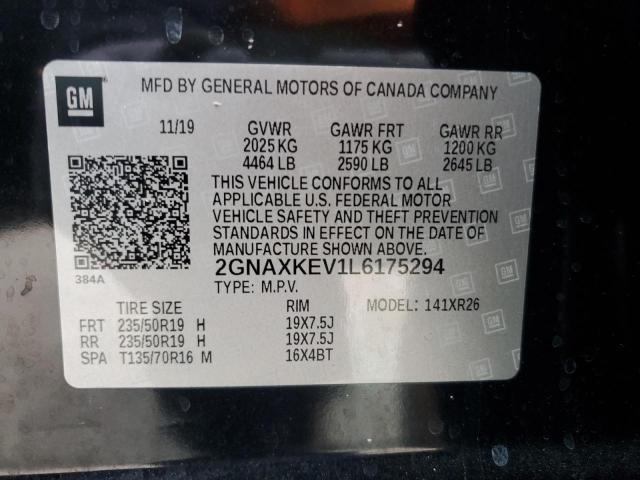 GM
MFD BY GENERAL MOTORS OF CANADA COMPANY
11/19 GVWR GAWR FRT GAWR RR
2025 KG 1175 KG 1200 KG
4464 LB 2590 LB 2645 LB
THIS VEHICLE CONFORMS TO ALL
APPLICABLE U.S. FEDERAL MOTOR
VEHICLE SAFETY AND THEFT PREVENTION
STANDARDS IN EFFECT ON THE DATE OF
MANUFACTURE SHOWN ABOVE.
384A
2GNAXKEV1L6175294
TYPE: M.P.V. MODEL: 141XR26
TIRE SIZE RIM
FRT 235/50R19 H 19X7.5J
RR 235/50R19 H 19X7.5J
SPA T135/70R16 M 16X4BT